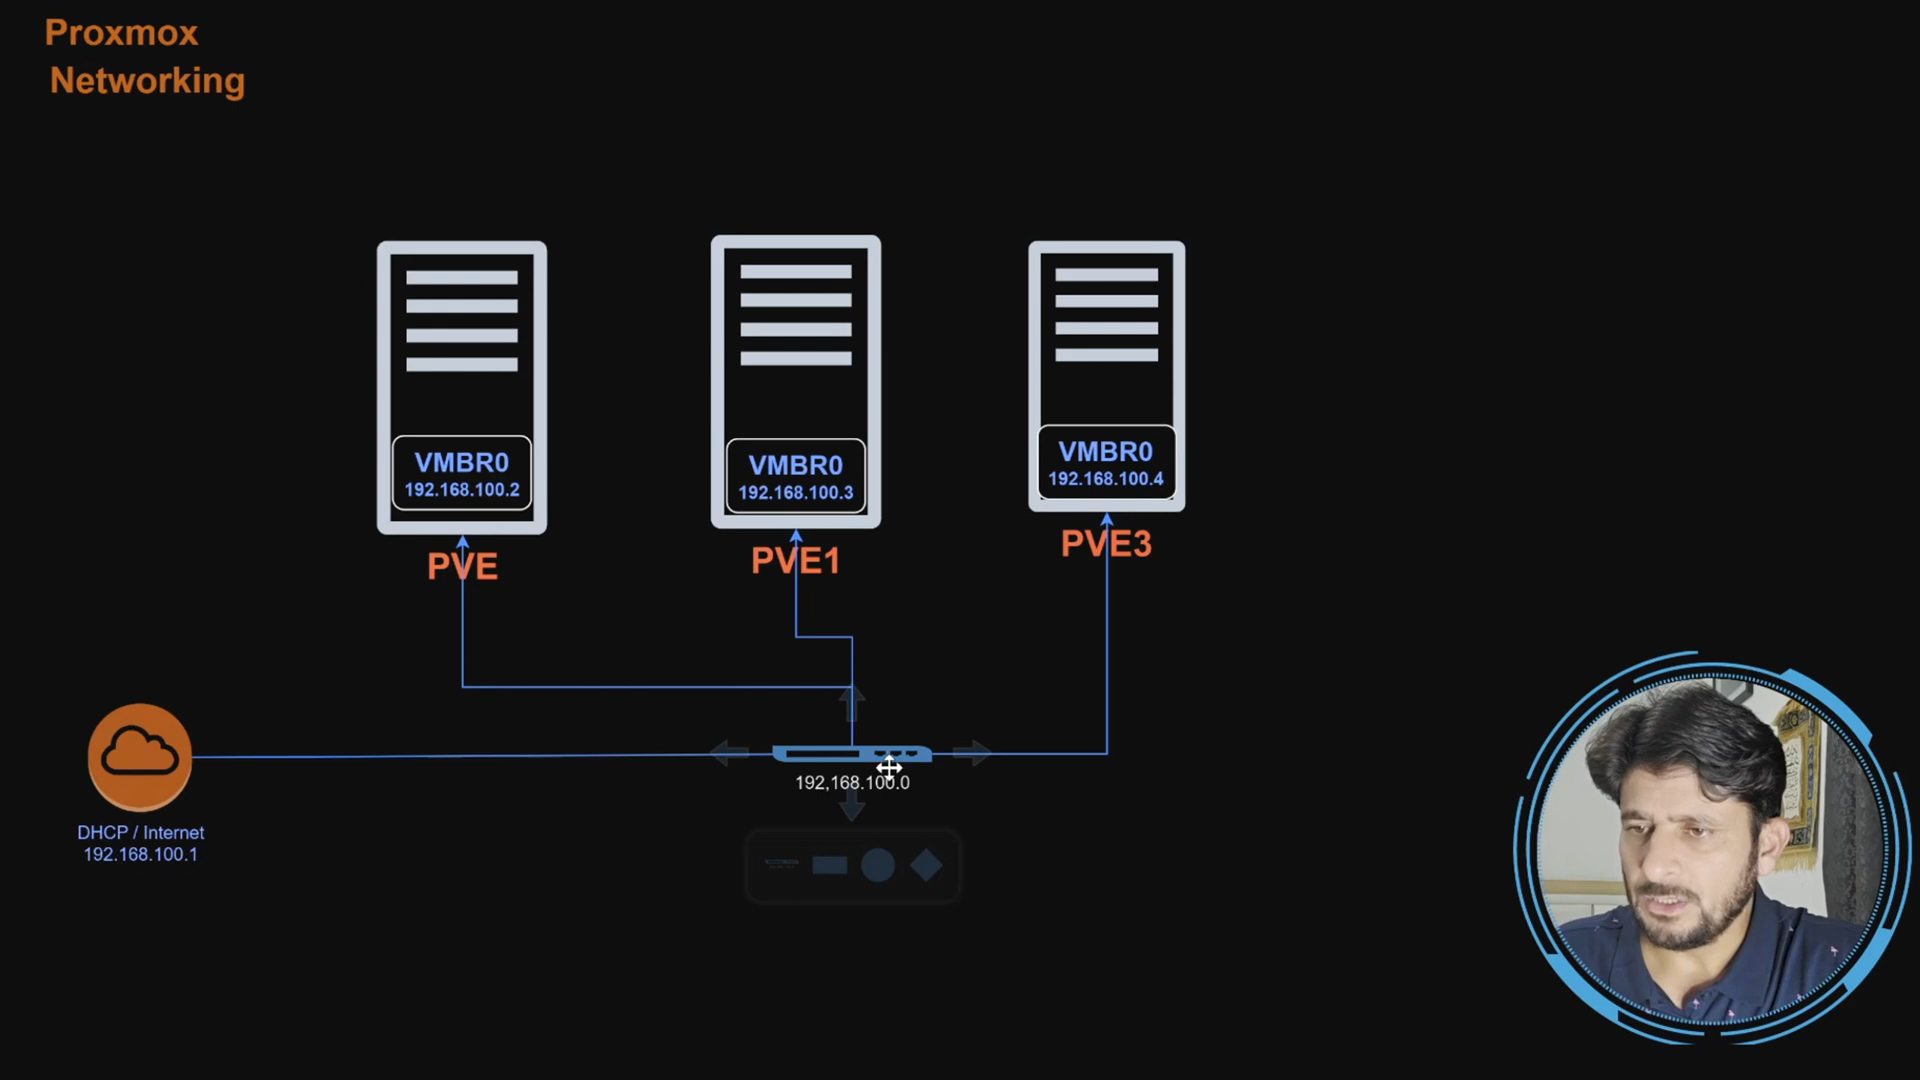 Proxmox
Networking
VMBR0
192.168.100.2
PVE
VMBR0
192.168.100.3
PVE1
VMBR0
192.168.100.4
PVE3
192,168.100.0
DHCP / Internet
192.168.100.1